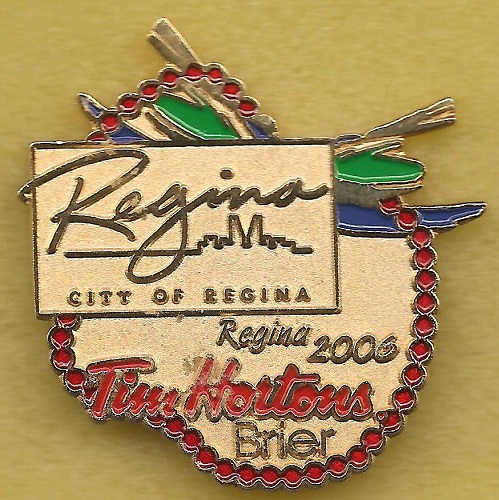 Regina
CITY OF REGINA
Regina 2006
Tim Hortons
Brier